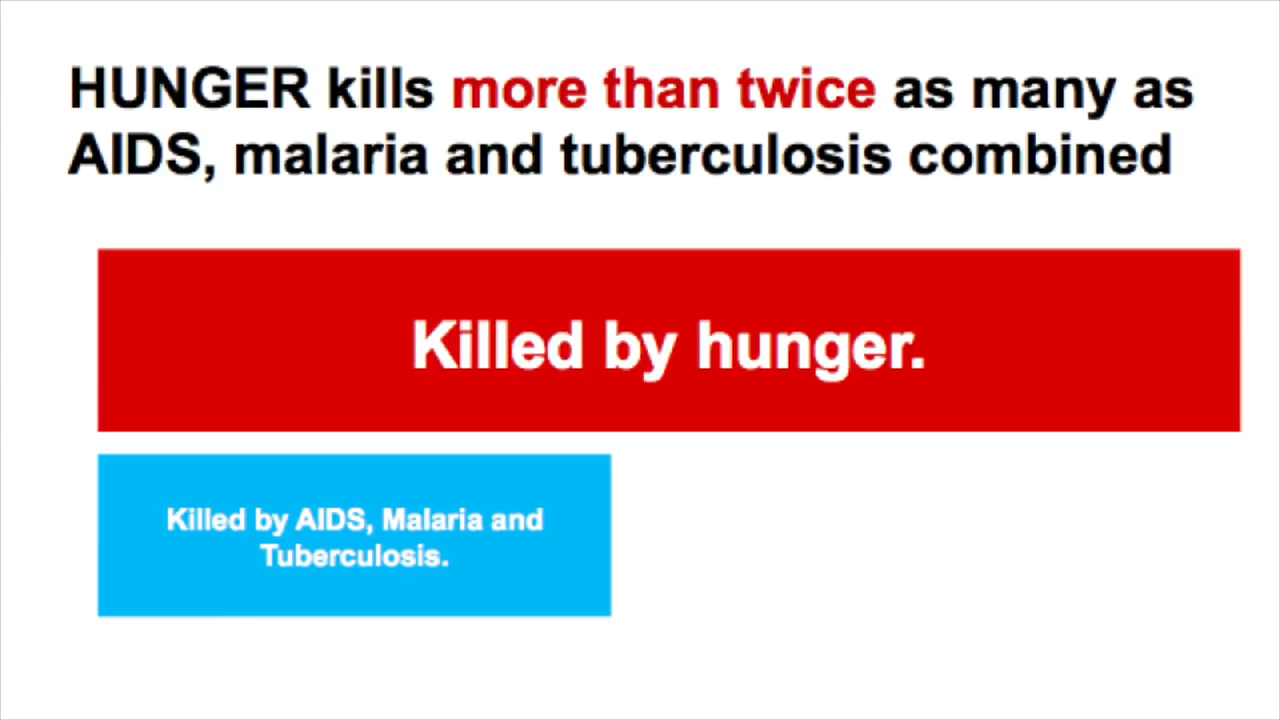 HUNGER kills more than twice as many as
AIDS, malaria and tuberculosis combined
Killed by hunger.
Killed by AIDS, Malaria and
Tuberculosis.